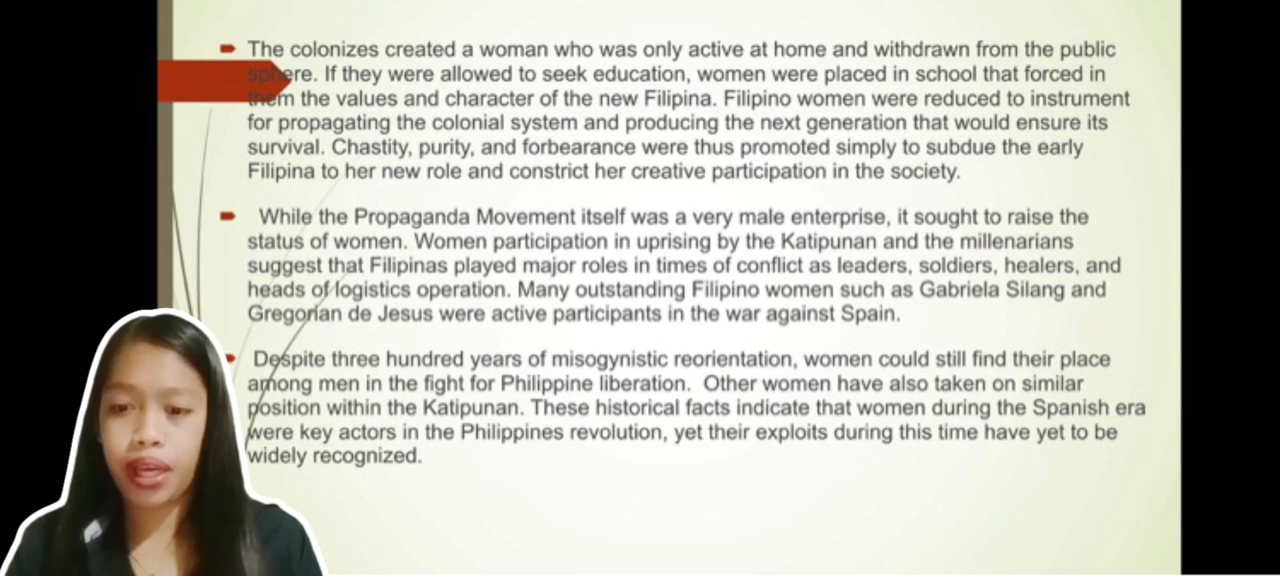 The colonizes created a woman who was only active at home and withdrawn from the public
sphere. If they were allowed to seek education, women were placed in school that forced in
them the values and character of the new Filipina. Filipino women were reduced to instrument
for propagating the colonial system and producing the next generation that would ensure its
survival. Chastity, purity, and forbearance were thus promoted simply to subdue the early
Filipina to her new role and constrict her creative participation in the society.
While the Propaganda Movement itself was a very male enterprise, it sought to raise the
status of women. Women participation in uprising by the Katipunan and the millenarians
suggest that Filipinas played major roles in times of conflict as leaders, soldiers, healers, and
heads of logistics operation. Many outstanding Filipino women such as Gabriela Silang and
Gregorian de Jesus were active participants in the war against Spain.
Despite three hundred years of misogynistic reorientation, women could still find their place
among men in the fight for Philippine liberation. Other women have also taken on similar
position within the Katipunan. These historical facts indicate that women during the Spanish era
were key actors in the Philippines revolution, yet their exploits during this time have yet to be
widely recognized.